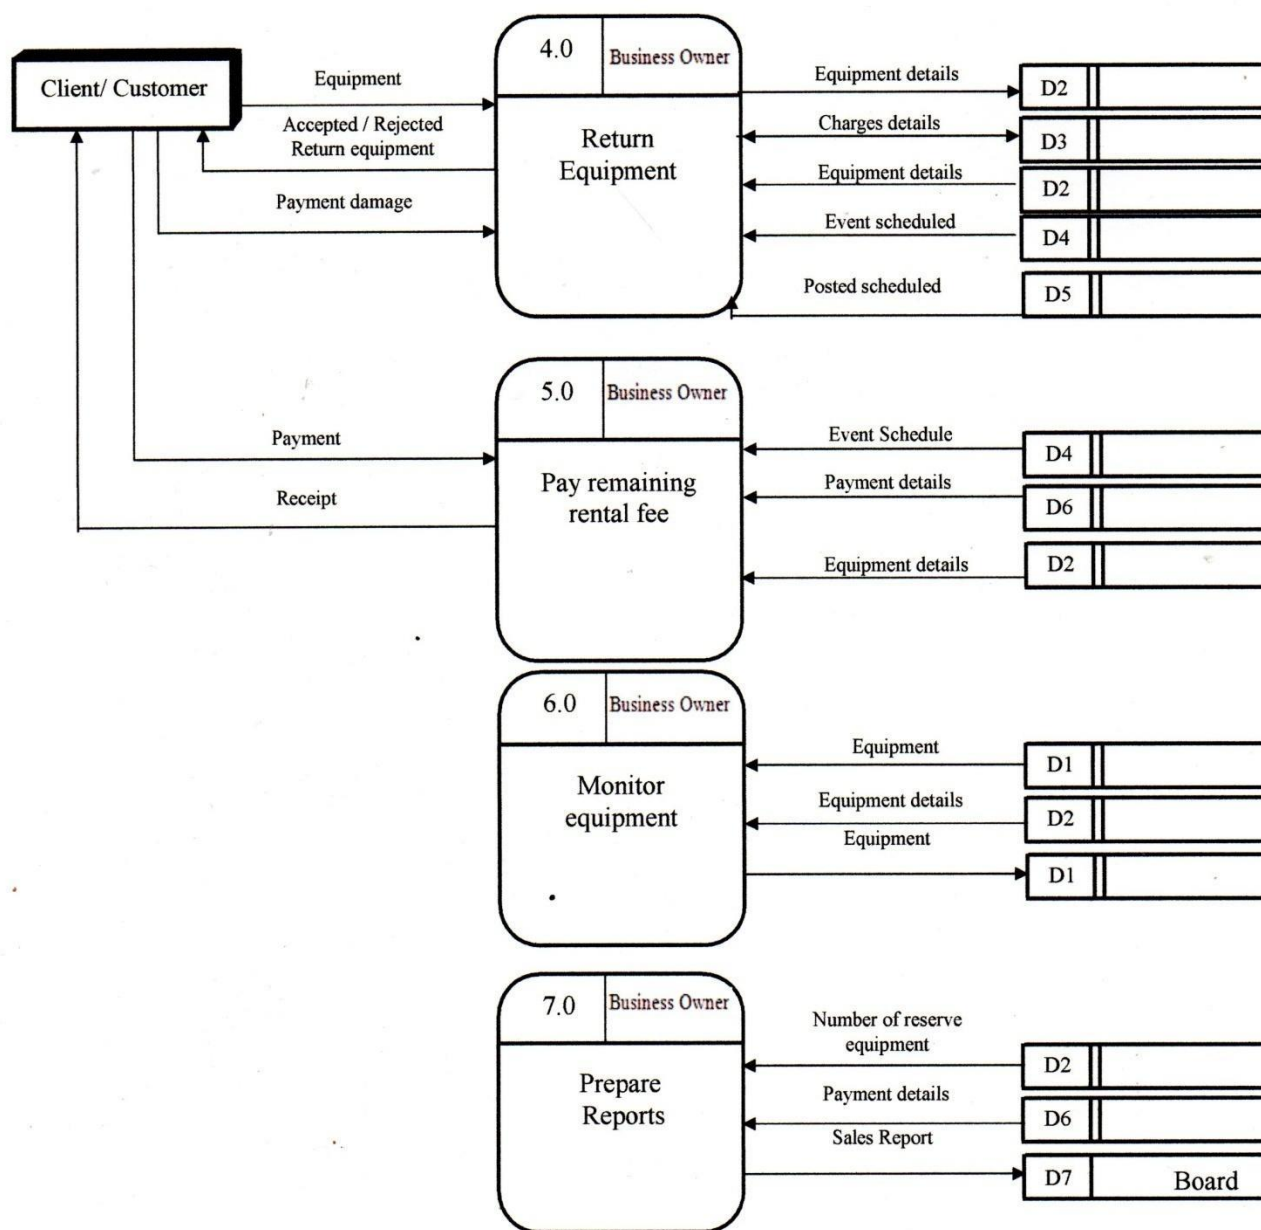 Client/ Customer
Equipment
Accepted / Rejected
Return equipment
Payment damage
4.0
Business Owner
Return
Equipment
Equipment details
D2
Charges details
D3
Equipment details
D2
Event scheduled
D4
Posted scheduled
D5
Payment
Receipt
5.0
Business Owner
Pay remaining
rental fee
Event Schedule
D4
Payment details
D6
Equipment details
D2
6.0
Business Owner
Monitor
equipment
Equipment
D1
Equipment details
D2
Equipment
D1
7.0
Business Owner
Prepare
Reports
Number of reserve
equipment
D2
Payment details
D6
Sales Report
D7
Board